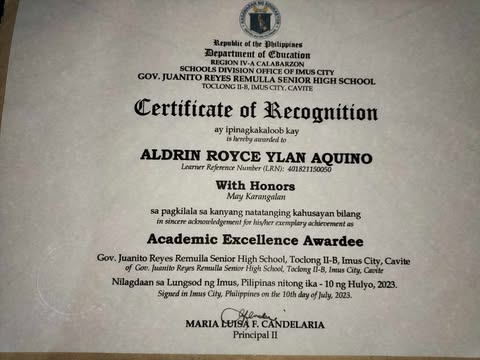 Republic of the Philippines
Department of Education
REGION IV-A CALABARZON
SCHOOLS DIVISION OFFICE OF IMUS CITY
GOV. JUANITO REYES REMULLA SENIOR HIGH SCHOOL
TOCLONG II-B, IMUS CITY, CAVITE
Certificate of Recognition
ay ipinagkakaloob kay
is hereby awarded to
ALDRIN ROYCE YLAN AQUINO
Learner Reference Number (LRN): 401821150050
With Honors
May Karangalan
sa pagkilala sa kanyang natatanging kahusayan bilang
in sincere acknowledgement for his/her exemplary achievement as
Academic Excellence Awardee
Gov. Juanito Reyes Remulla Senior High School, Toclong II-B, Imus City, Cavite
of Gov. Juanito Reyes Remulla Senior High School, Toclong II-B, Imus City, Cavite
Nilagdaan sa Lungsod ng Imus, Pilipinas nitong ika - 10 ng Hulyo, 2023.
Signed in Imus City, Philippines on the 10th day of July, 2023.
MARIA LUISA F. CANDELARIA
Principal II